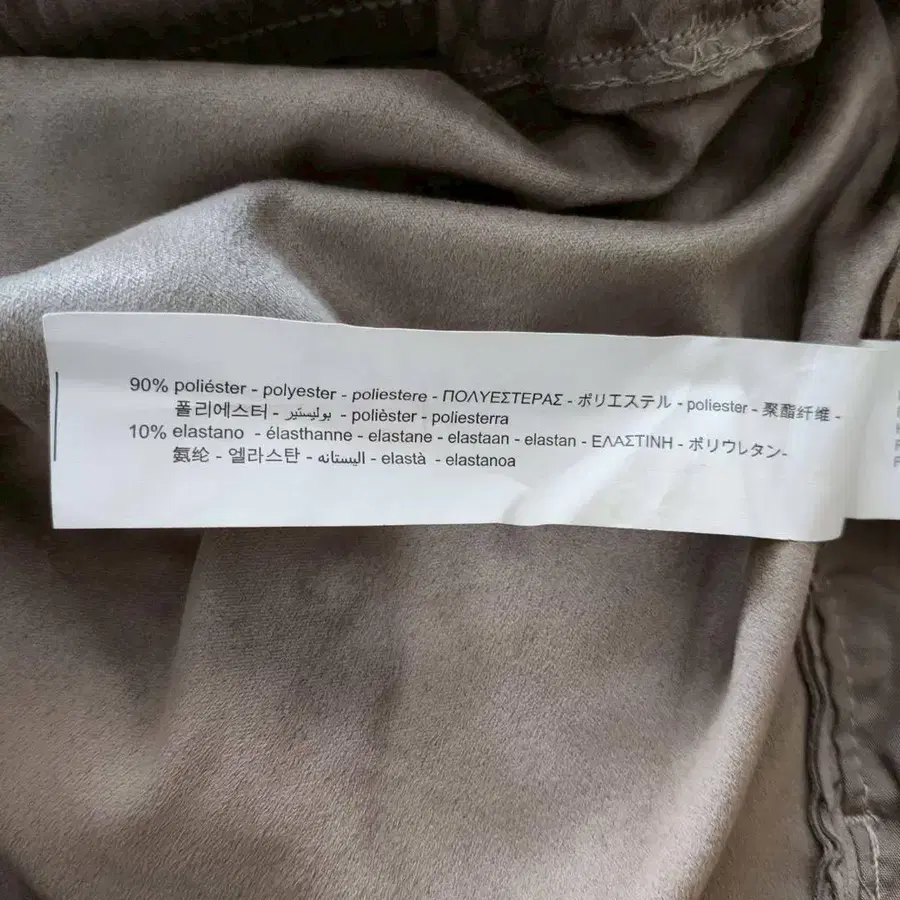 90% poliéster - polyester - poliestere - ΠΟΛΥΕΣΤΕΡΑΣ - ポリエステル - poliester - 聚酯纤维 -
폴리에스터 - بوليستير - polièster - poliesterra
10% elastano - élasthanne - elastane - elastaan - elastan - ΕΛΑΣΤΙΝΗ - ポリウレタン-
氨纶 - 엘라스탄 - اليستانه - elastà - elastanoa